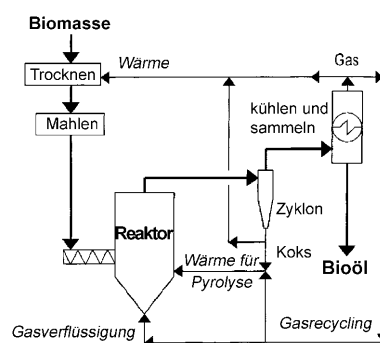 Biomasse
Wärme
Gas
Trocknen
Mahlen
kühlen und
sammeln
Zyklon
Reaktor
Wärme für
Pyrolyse
Koks
Bioöl
Gasverflüssigung
Gasrecycling